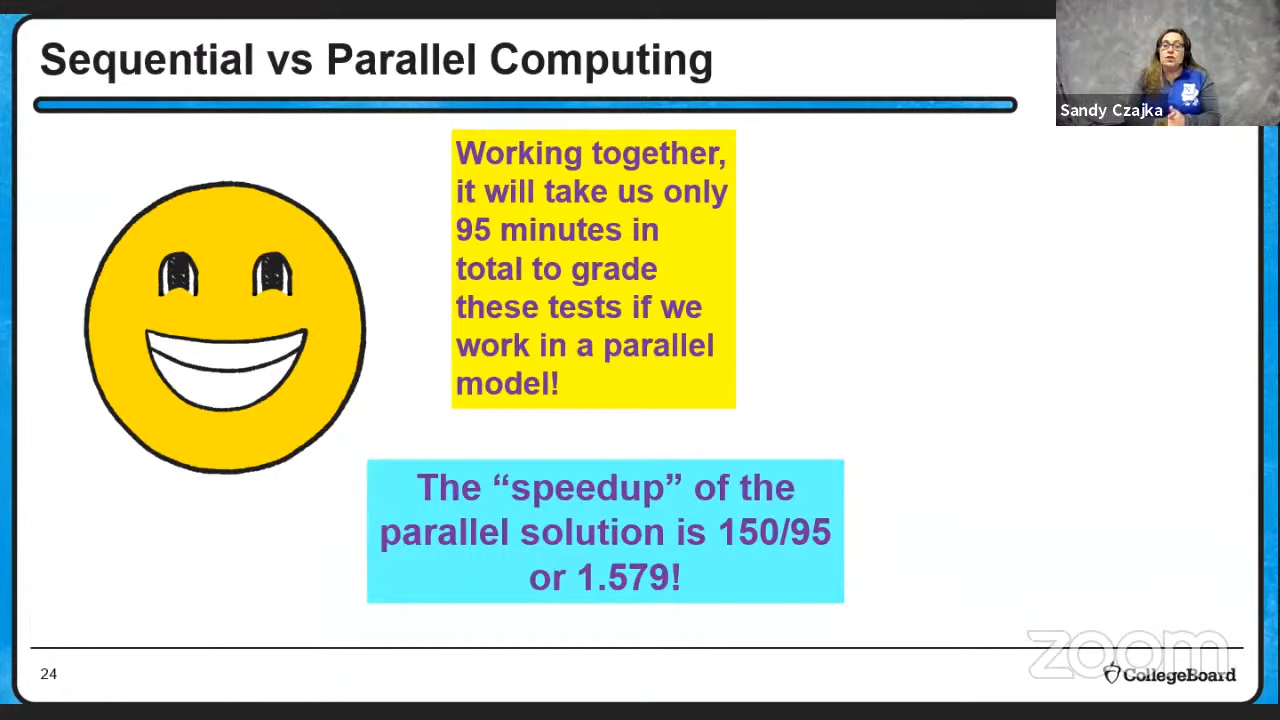 Sequential vs Parallel Computing
Sandy Czajka
Working together,
it will take us only
95 minutes in
total to grade
these tests if we
work in a parallel
model!
The “speedup” of the
parallel solution is 150/95
or 1.579!
zoom
24
CollegeBoard